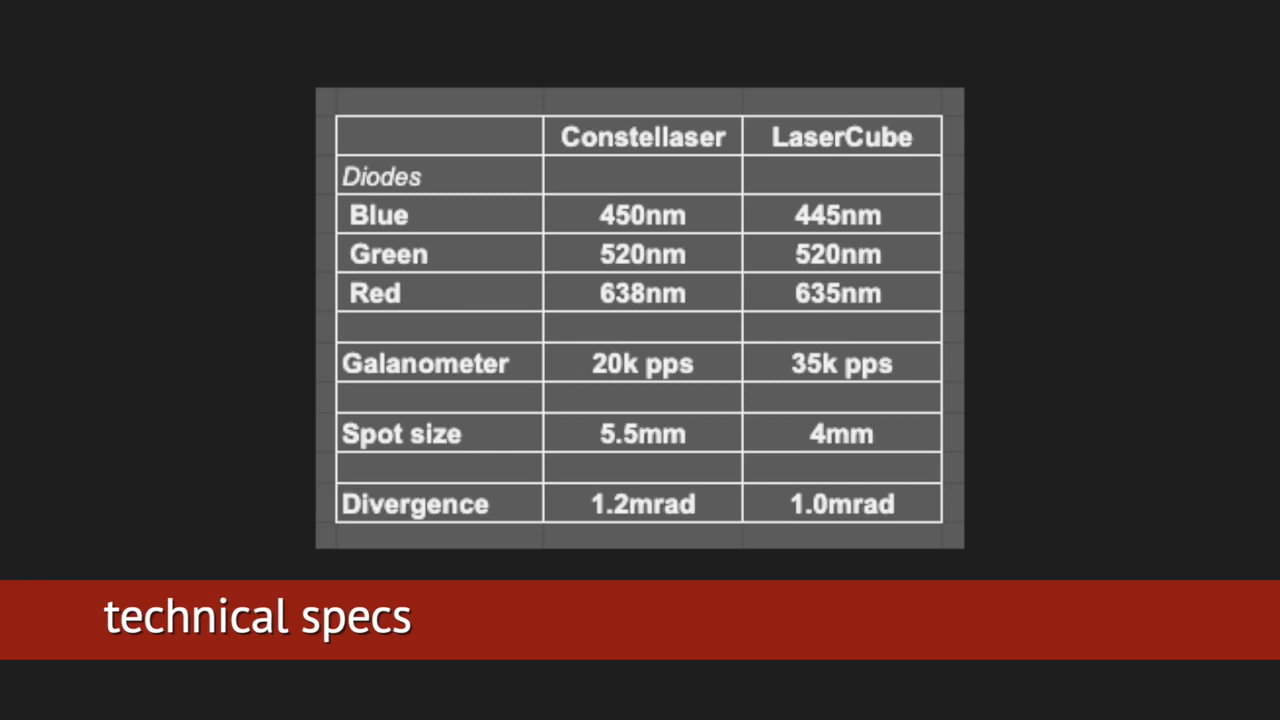 Constellaser LaserCube
Diodes
Blue 450nm 445nm
Green 520nm 520nm
Red 638nm 635nm
Galanometer 20k pps 35k pps
Spot size 5.5mm 4mm
Divergence 1.2mrad 1.0mrad
technical specs